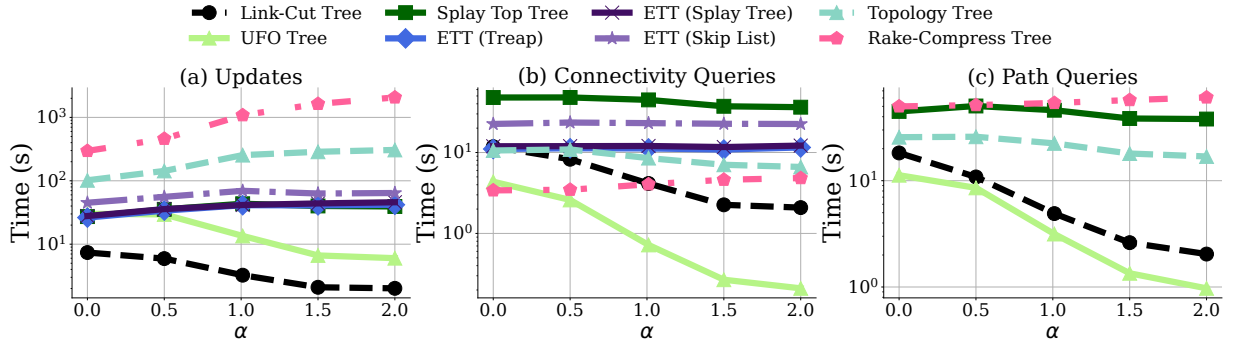 Link-Cut Tree
Splay Top Tree
ETT (Splay Tree)
Topology Tree
UFO Tree
ETT (Treap)
ETT (Skip List)
Rake-Compress Tree
(a) Updates
(b) Connectivity Queries
(c) Path Queries
Time (s)
10³
10²
10¹
0.0 0.5 1.0 1.5 2.0
α
Time (s)
10¹
10⁰
0.0 0.5 1.0 1.5 2.0
α
Time (s)
10¹
10⁰
0.0 0.5 1.0 1.5 2.0
α